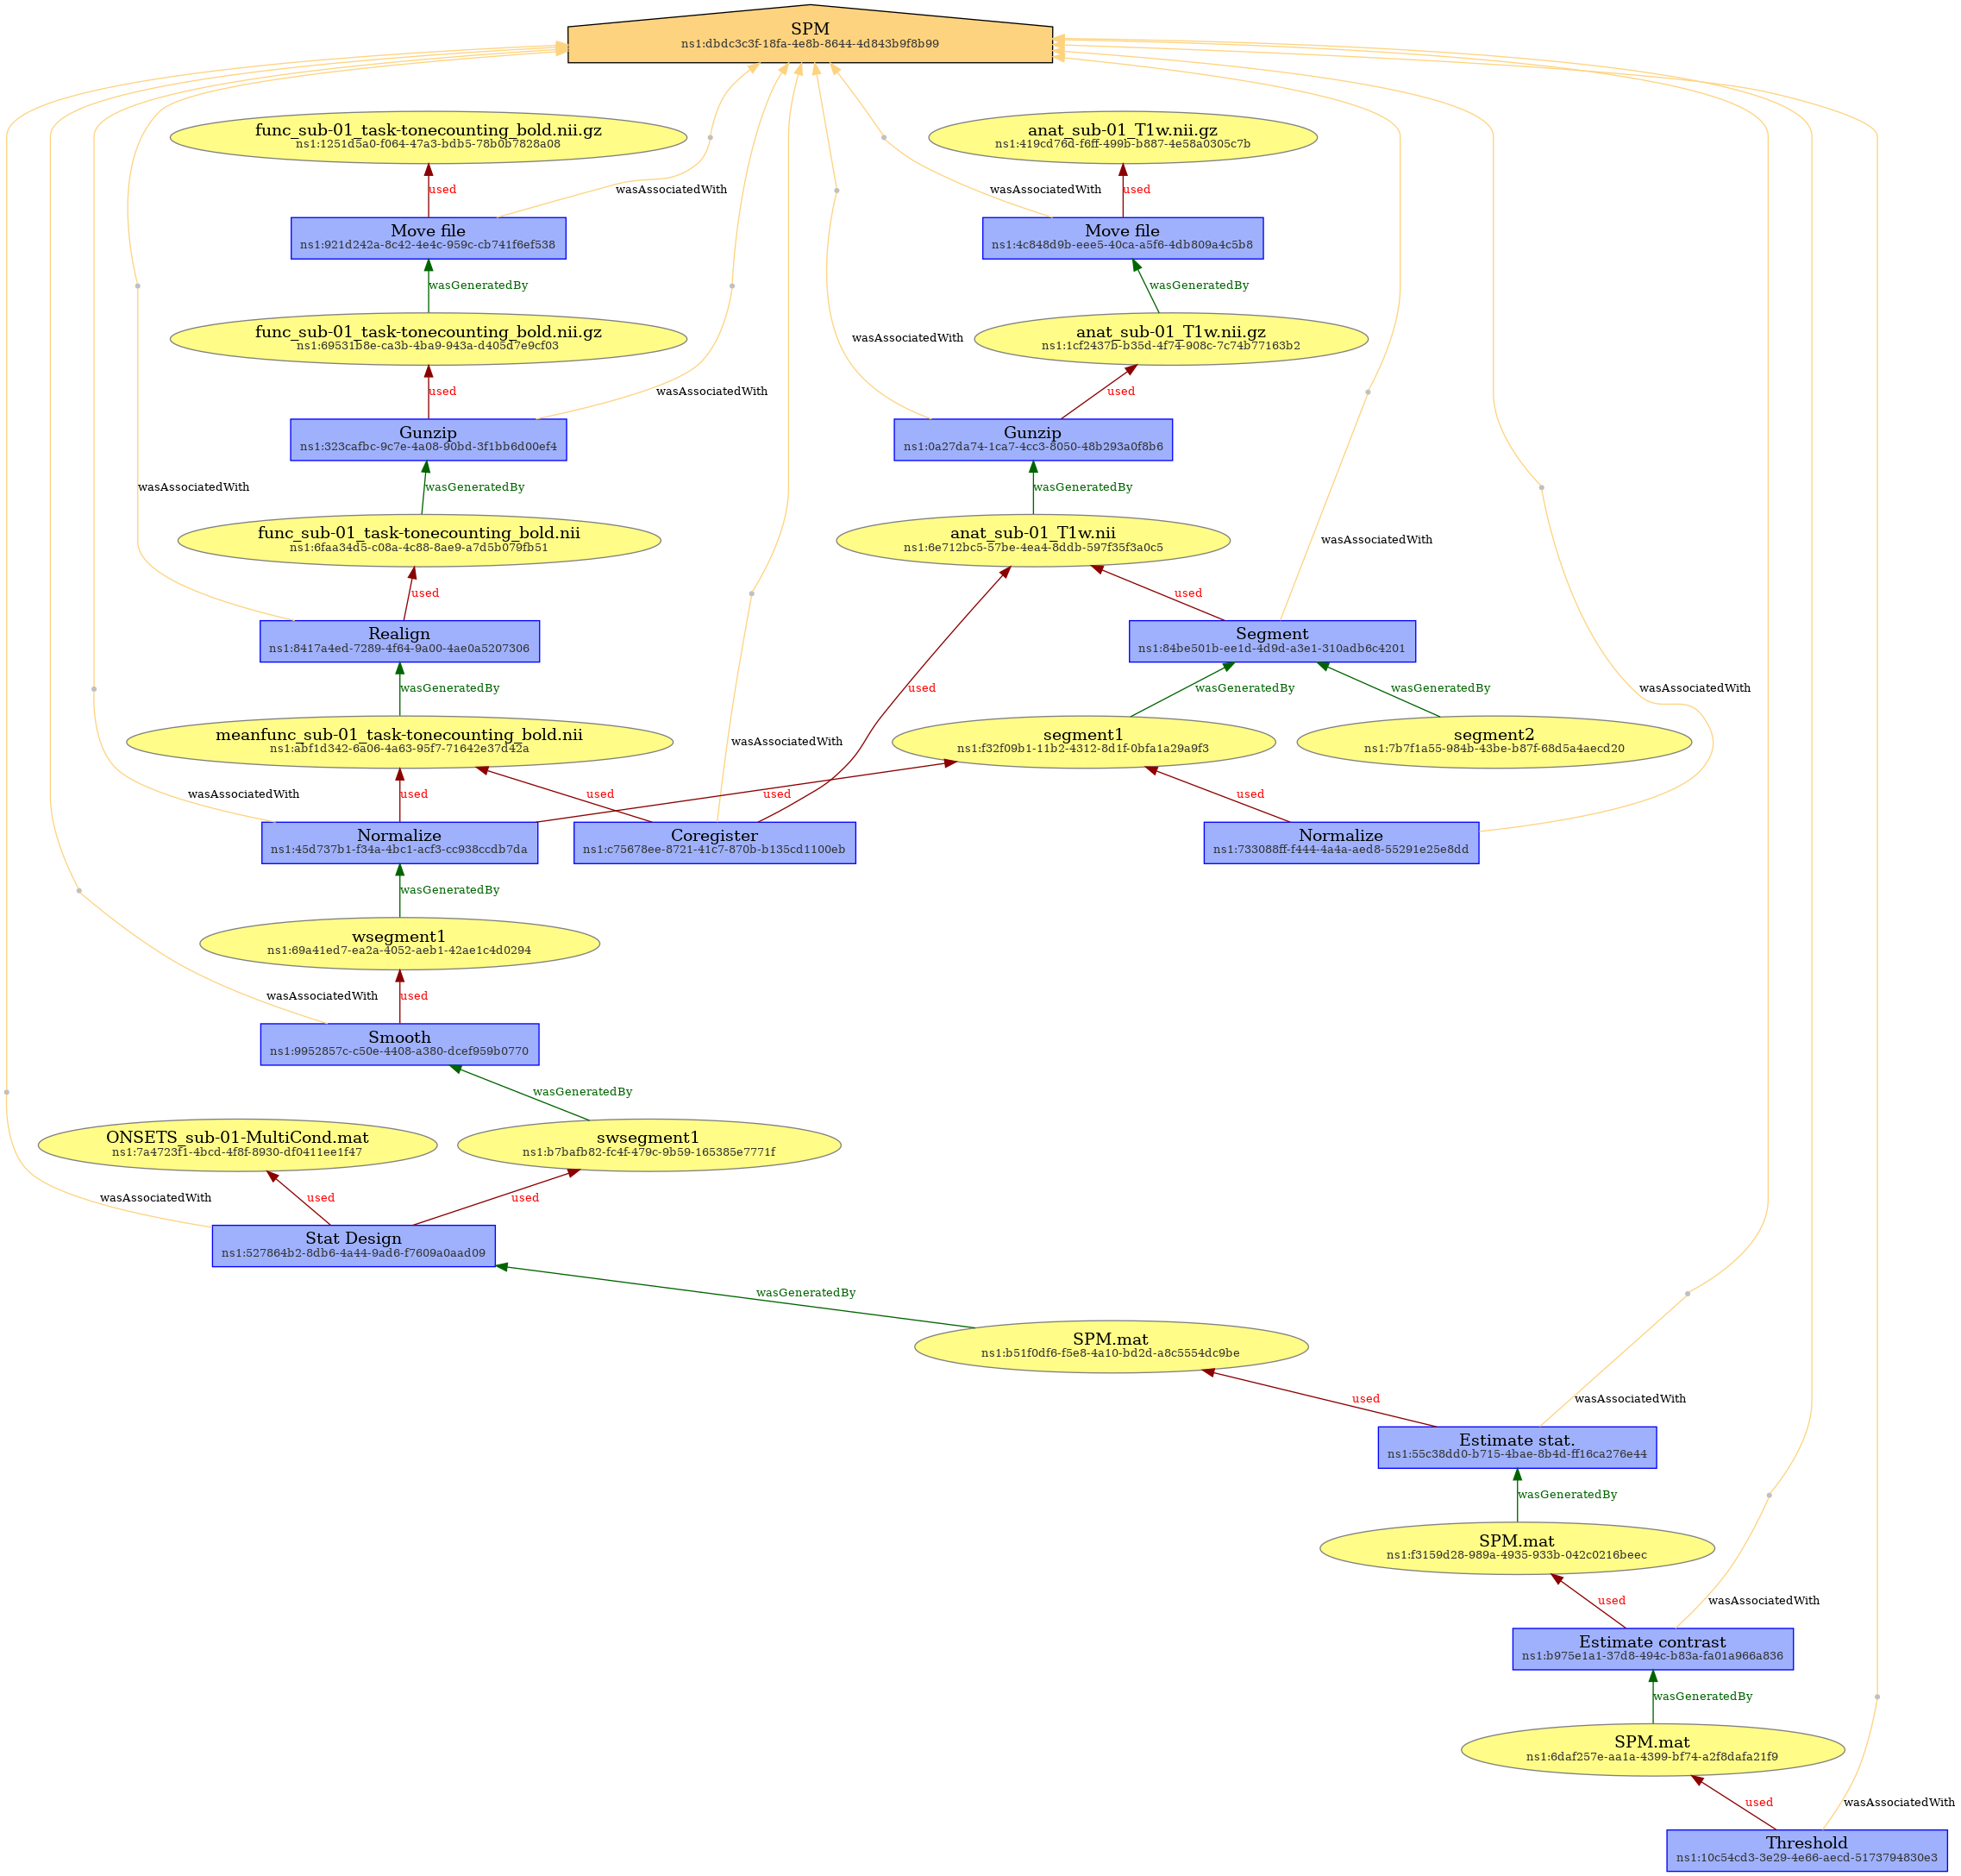 SPM
ns1:dbdc3c3f-18fa-4e8b-8644-4d843b9f8b99
func_sub-01_task-tonecounting_bold.nii.gz
ns1:1251d5a0-f064-47a3-bdb5-78b0b7828a08
anat_sub-01_T1w.nii.gz
ns1:419cd76d-f6ff-499b-b887-4e58a0305c7b
used
wasAssociatedWith
wasAssociatedWith
used
Move file
ns1:921d242a-8c42-4e4c-959c-cb741f6ef538
Move file
ns1:4c848d9b-eee5-40ca-a5f6-4db809a4c5b8
wasGeneratedBy
wasGeneratedBy
func_sub-01_task-tonecounting_bold.nii.gz
ns1:69531b8e-ca3b-4ba9-943a-d405d7e9cf03
wasAssociatedWith
anat_sub-01_T1w.nii.gz
ns1:1cf2437b-b35d-4f74-908c-7c74b77163b2
used
wasAssociatedWith
used
Gunzip
ns1:323cafbc-9c7e-4a08-90bd-3f1bb6d00ef4
Gunzip
ns1:0a27da74-1ca7-4cc3-8050-48b293a0f8b6
wasAssociatedWith
wasGeneratedBy
wasGeneratedBy
func_sub-01_task-tonecounting_bold.nii
ns1:6faa34d5-c08a-4c88-8ae9-a7d5b079fb51
anat_sub-01_T1w.nii
ns1:6e712bc5-57be-4ea4-8ddb-597f35f3a0c5
wasAssociatedWith
used
used
Realign
ns1:8417a4ed-7289-4f64-9a00-4ae0a5207306
Segment
ns1:84be501b-ee1d-4d9d-a3e1-310adb6c4201
wasGeneratedBy
used
wasGeneratedBy
wasGeneratedBy
wasAssociatedWith
meanfunc_sub-01_task-tonecounting_bold.nii
ns1:abf1d342-6a06-4a63-95f7-71642e37d42a
wasAssociatedWith
segment1
ns1:f32f09b1-11b2-4312-8d1f-0bfa1a29a9f3
segment2
ns1:7b7f1a55-984b-43be-b87f-68d5a4aecd20
wasAssociatedWith
used
used
used
used
Normalize
ns1:45d737b1-f34a-4bc1-acf3-cc938ccdb7da
Coregister
ns1:c75678ee-8721-41c7-870b-b135cd1100eb
Normalize
ns1:733088ff-f444-4a4a-aed8-55291e25e8dd
wasGeneratedBy
wsegment1
ns1:69a41ed7-ea2a-4052-aeb1-42ae1c4d0294
wasAssociatedWith
used
Smooth
ns1:9952857c-c50e-4408-a380-dcef959b0770
wasGeneratedBy
ONSETS_sub-01-MultiCond.mat
ns1:7a4723f1-4bcd-4f8f-8930-df0411ee1f47
swsegment1
ns1:b7bafb82-fc4f-479c-9b59-165385e7771f
wasAssociatedWith
used
used
Stat Design
ns1:527864b2-8db6-4a44-9ad6-f7609a0aad09
wasGeneratedBy
SPM.mat
ns1:b51f0df6-f5e8-4a10-bd2d-a8c5554dc9be
used
wasAssociatedWith
Estimate stat.
ns1:55c38dd0-b715-4bae-8b4d-ff16ca276e44
wasGeneratedBy
SPM.mat
ns1:f3159d28-989a-4935-933b-042c0216beec
used
wasAssociatedWith
Estimate contrast
ns1:b975e1a1-37d8-494c-b83a-fa01a966a836
wasGeneratedBy
SPM.mat
ns1:6daf257e-aa1a-4399-bf74-a2f8dafa21f9
used
wasAssociatedWith
Threshold
ns1:10c54cd3-3e29-4e66-aecd-5173794830e3